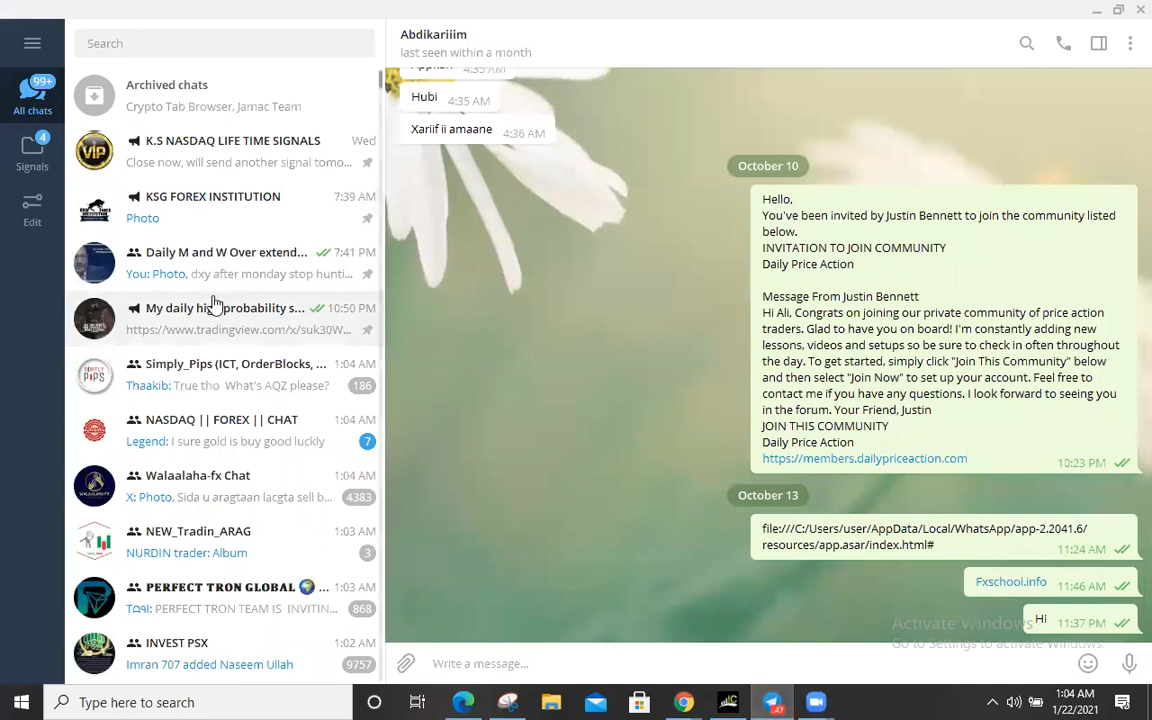 Search
99+
All chats
4
Signals
Edit
Archived chats
Crypto Tab Browser, Jamac Team
VIP
K.S NASDAQ LIFE TIME SIGNALS Wed
Close now, will send another signal tomo...
KSG FOREX INSTITUTION 7:39 AM
Photo
Daily M and W Over extend... 7:41 PM
You: Photo, dxy after monday stop hunti...
My daily hi probability s... 10:50 PM
https://www.tradingview.com/x/suk30W...
SIMPLY PIPS
Simply_Pips (ICT, OrderBlocks, ... 1:04 AM
Thaakib: True tho What's AQZ please? 186
NASDAQ || FOREX || CHAT 1:04 AM
Legend: I sure gold is buy good luckly 7
Walaalaha-fx Chat 1:04 AM
X: Photo, Sida u aragtaan lacgta sell b... 4383
NEW_Tradin_ARAG 1:03 AM
NURDIN trader: Album 3
PERFECT TRON GLOBAL 🌍 ... 1:03 AM
PERFECT TRON TEAM IS INVITIN... 868
INVEST PSX 1:02 AM
Imran 707 added Naseem Ullah 9757
Abdikariiim
last seen within a month
4:35 AM
Hubi 4:35 AM
Xariif ii amaane 4:36 AM
October 10
Hello,
You've been invited by Justin Bennett to join the community listed
below.
INVITATION TO JOIN COMMUNITY
Daily Price Action
Message From Justin Bennett
Hi Ali, Congrats on joining our private community of price action
traders. Glad to have you on board! I'm constantly adding new
lessons, videos and setups so be sure to check in often throughout
the day. To get started, simply click "Join This Community" below
and then select "Join Now" to set up your account. Feel free to
contact me if you have any questions. I look forward to seeing you
in the forum. Your Friend, Justin
JOIN THIS COMMUNITY
Daily Price Action
https://members.dailypriceaction.com 10:23 PM
October 13
file:///C:/Users/user/AppData/Local/WhatsApp/app-2.2041.6/
resources/app.asar/index.html# 11:24 AM
Fxschool.info 11:46 AM
Hi 11:37 PM
Activate Windows
Go to Settings to activate Windows.
Write a message...
Type here to search
1:04 AM
1/22/2021